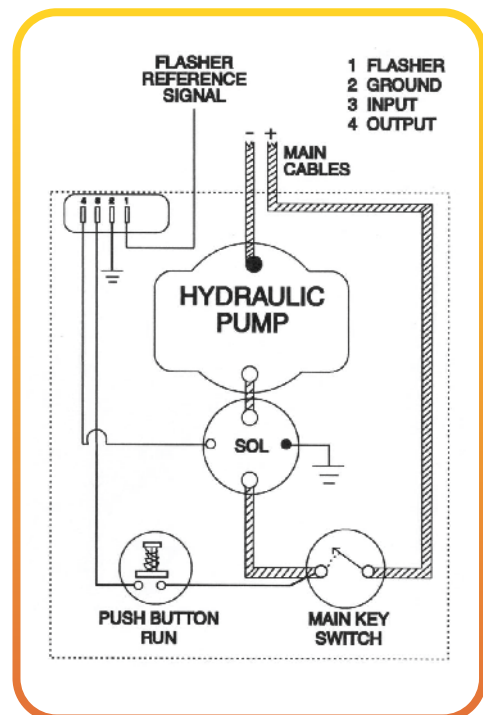 FLASHER
REFERENCE
SIGNAL
1 FLASHER
2 GROUND
3 INPUT
4 OUTPUT
- +
MAIN
CABLES
4 3 2 1
HYDRAULIC
PUMP
SOL
PUSH BUTTON
RUN
MAIN KEY
SWITCH